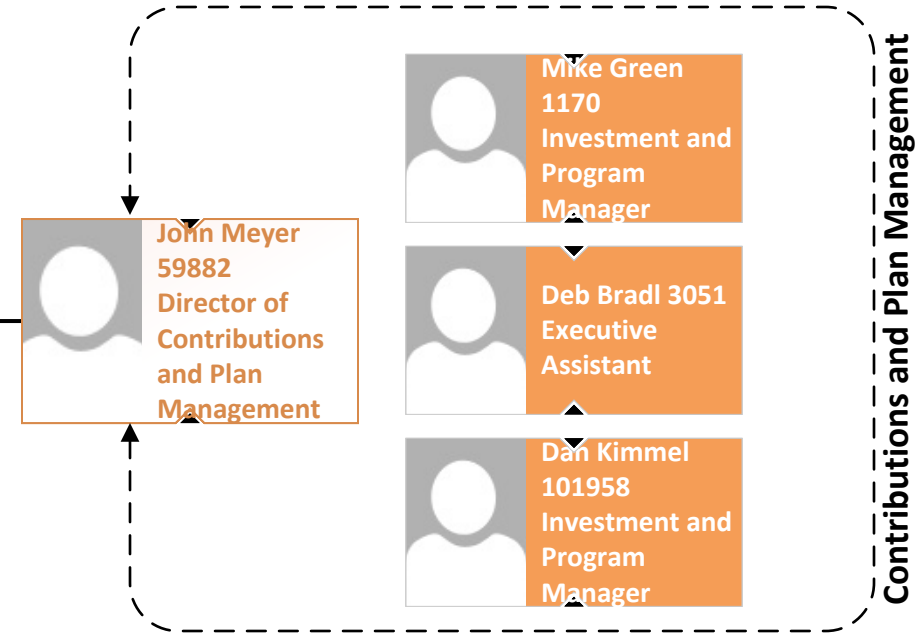 John Meyer
59882
Director of
Contributions
and Plan
Management
Mike Green
1170
Investment and
Program
Manager
Deb Bradl 3051
Executive
Assistant
Dan Kimmel
101958
Investment and
Program
Manager
Contributions and Plan Management